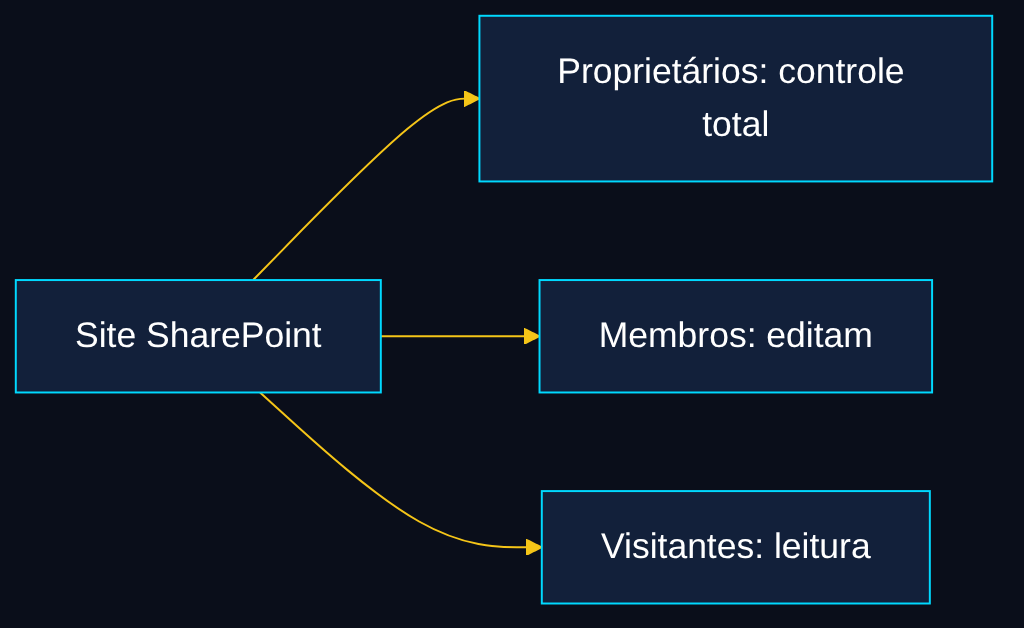 Proprietários: controle
total
Site SharePoint
Membros: editam
Visitantes: leitura